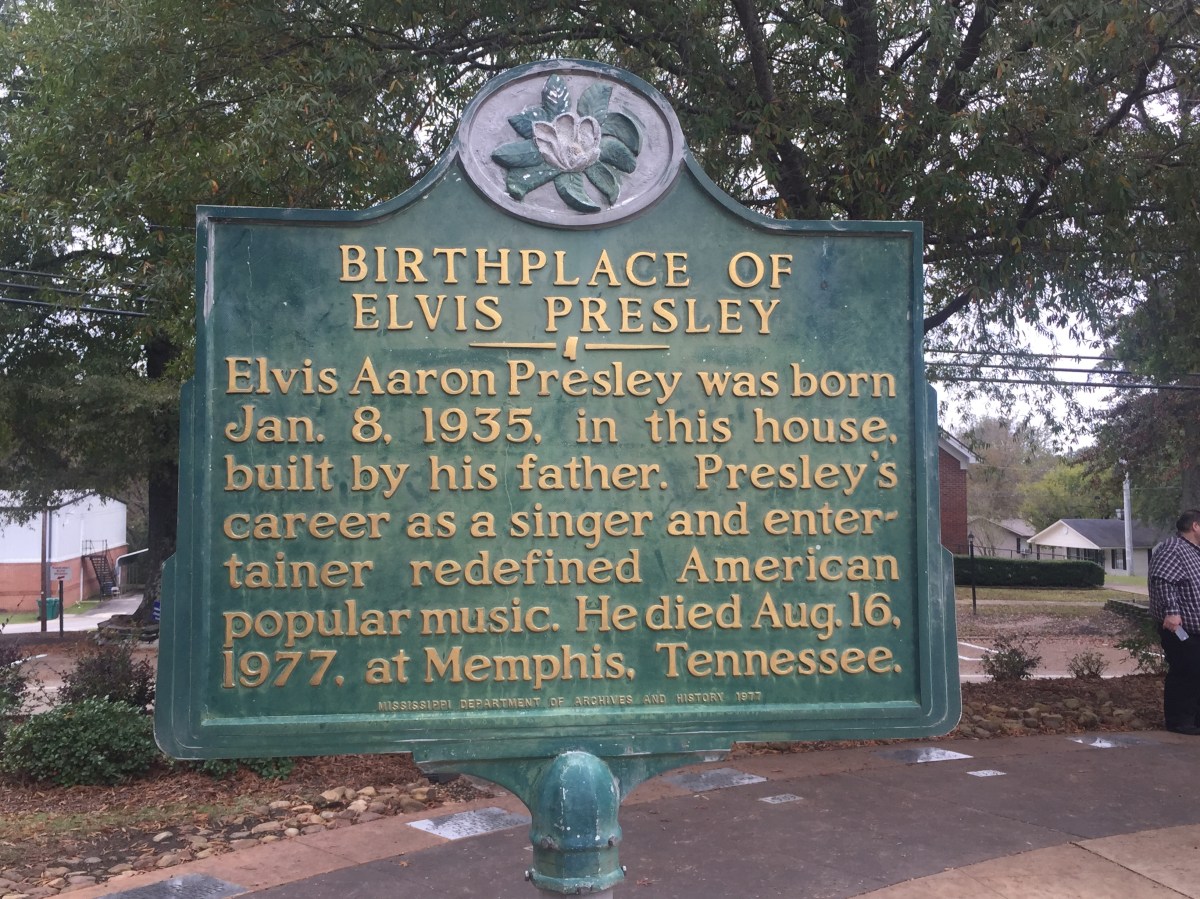 BIRTHPLACE OF
ELVIS PRESLEY
Elvis Aaron Presley was born
Jan. 8, 1935, in this house,
built by his father. Presley's
career as a singer and enter-
tainer redefined American
popular music. He died Aug. 16,
1977, at Memphis, Tennessee.
MISSISSIPPI DEPARTMENT OF ARCHIVES AND HISTORY 1977